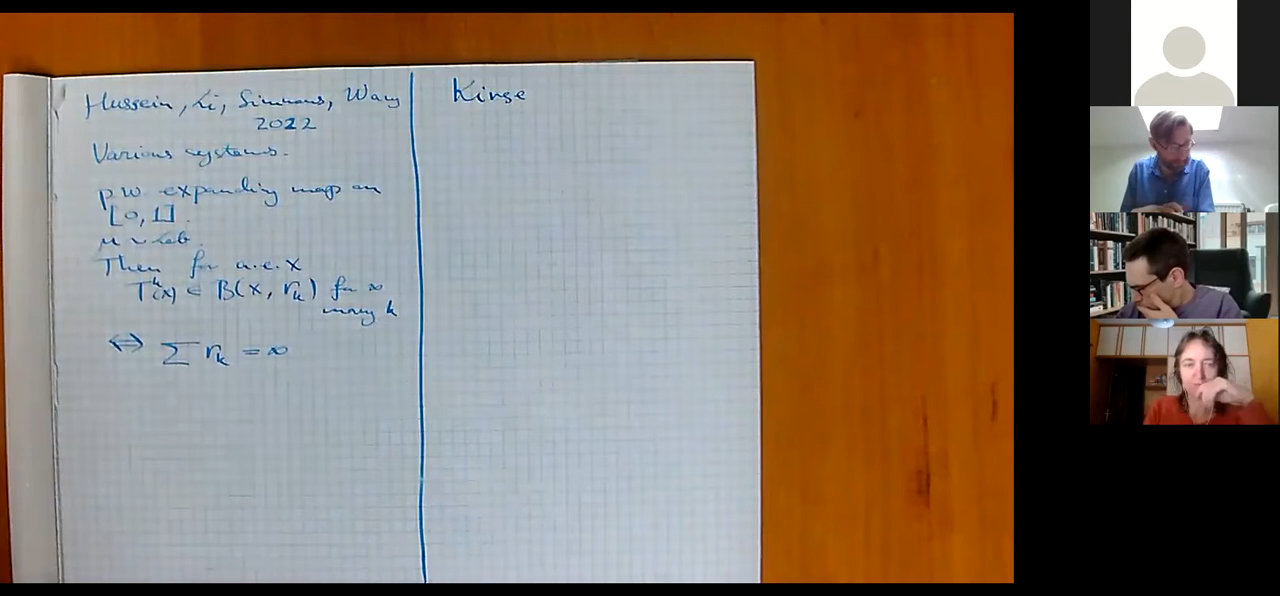 Hussein, Li, Simmons, Wang
2022
Various systems.
p.w. expanding map on
[0,1].
μ ~ Leb.
Then for a.e. x
T^k(x) ∈ B(x, r_k) for ∞
many k
⇔ ∑ r_k = ∞
Kirse